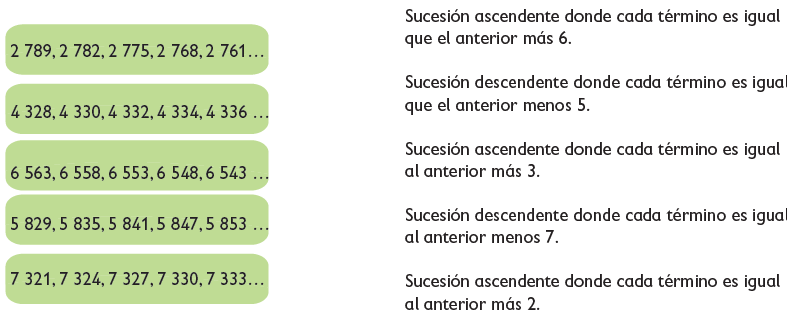 2 789, 2 782, 2 775, 2 768, 2 761...
4 328, 4 330, 4 332, 4 334, 4 336 ...
6 563, 6 558, 6 553, 6 548, 6 543 ...
5 829, 5 835, 5 841, 5 847, 5 853 ...
7 321, 7 324, 7 327, 7 330, 7 333...
Sucesión ascendente donde cada término es igual
que el anterior más 6.
Sucesión descendente donde cada término es igual
que el anterior menos 5.
Sucesión ascendente donde cada término es igual
al anterior más 3.
Sucesión descendente donde cada término es igual
al anterior menos 7.
Sucesión ascendente donde cada término es igual
al anterior más 2.